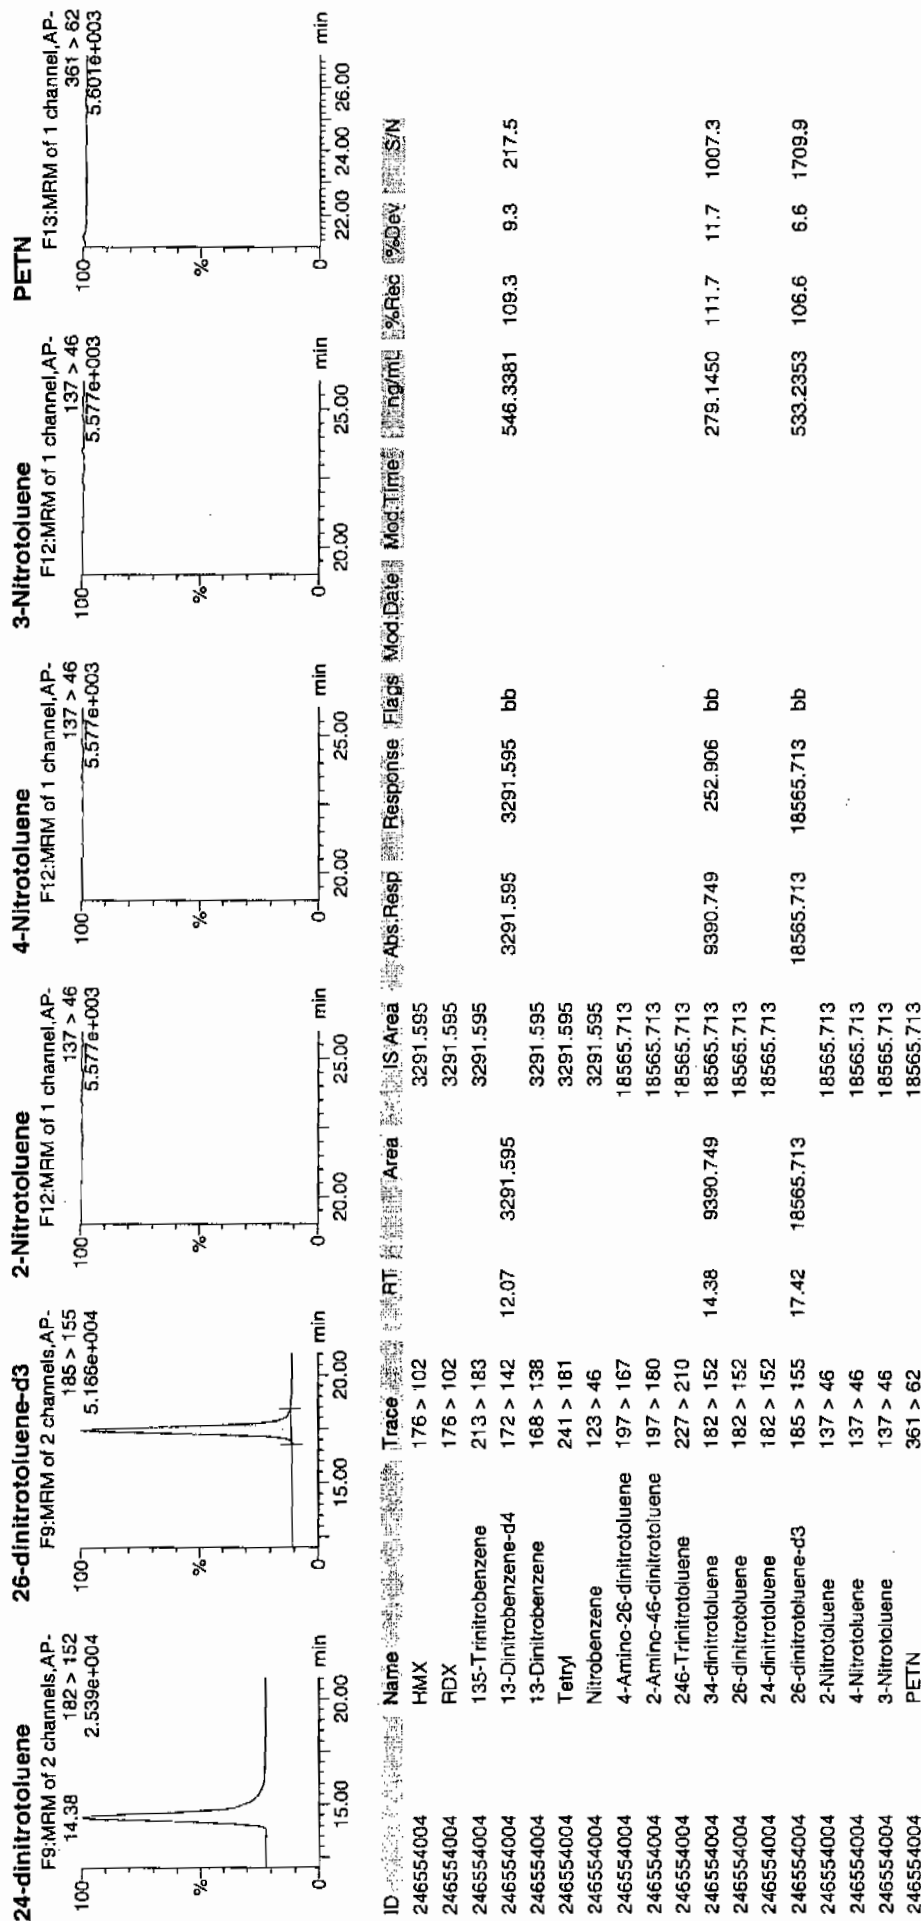 24-dinitrotoluene
F9:MRM of 2 channels,AP-
14.38 182 > 152
2.539e+004
100
%
0
15.00 20.00 min
26-dinitrotoluene-d3
F9:MRM of 2 channels,AP-
185 > 155
5.166e+004
100
%
0
15.00 20.00 min
2-Nitrotoluene
F12:MRM of 1 channel,AP-
137 > 46
5.577e+003
100
%
0
20.00 25.00 min
4-Nitrotoluene
F12:MRM of 1 channel,AP-
137 > 46
5.577e+003
100
%
0
20.00 25.00 min
3-Nitrotoluene
F12:MRM of 1 channel,AP-
137 > 46
5.577e+003
100
%
0
20.00 25.00 min
PETN
F13:MRM of 1 channel,AP-
361 > 62
5.601e+003
100
%
0
22.00 24.00 26.00 min
ID Name Trace RT Area IS Area Abs.Resp Response Flags Mod.Date Mod.Time ng/mL %Rec %Dev S/N
246554004 HMX 176 > 102 3291.595
246554004 RDX 176 > 102 3291.595
246554004 135-Trinitrobenzene 213 > 183 3291.595
246554004 13-Dinitrobenzene-d4 172 > 142 12.07 3291.595 3291.595 3291.595 bb 546.3381 109.3 9.3 217.5
246554004 13-Dinitrobenzene 168 > 138 3291.595
246554004 Tetryl 241 > 181 3291.595
246554004 Nitrobenzene 123 > 46 3291.595
246554004 4-Amino-26-dinitrotoluene 197 > 167 18565.713
246554004 2-Amino-46-dinitrotoluene 197 > 180 18565.713
246554004 246-Trinitrotoluene 227 > 210 18565.713
246554004 34-dinitrotoluene 182 > 152 14.38 9390.749 18565.713 9390.749 252.906 bb 279.1450 111.7 11.7 1007.3
246554004 26-dinitrotoluene 182 > 152 18565.713
246554004 24-dinitrotoluene 182 > 152 18565.713
246554004 26-dinitrotoluene-d3 185 > 155 17.42 18565.713 18565.713 18565.713 bb 533.2353 106.6 6.6 1709.9
246554004 2-Nitrotoluene 137 > 46 18565.713
246554004 4-Nitrotoluene 137 > 46 18565.713
246554004 3-Nitrotoluene 137 > 46 18565.713
246554004 PETN 361 > 62 18565.713